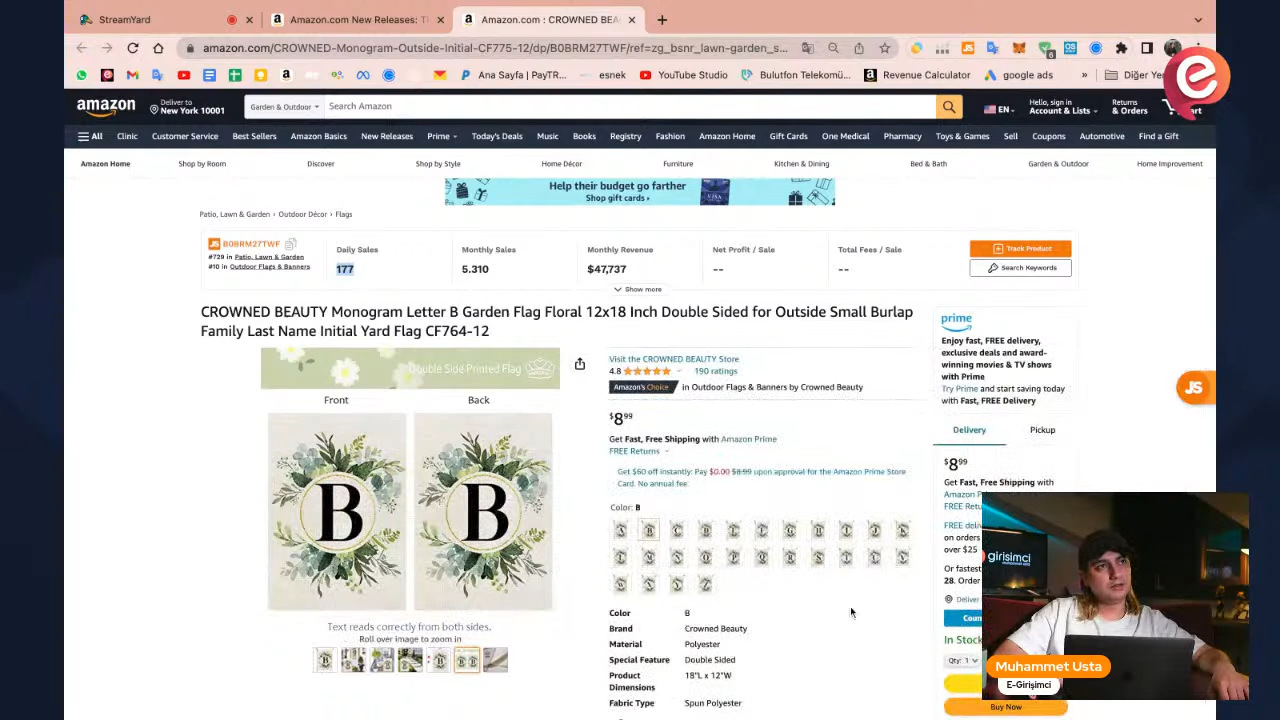 StreamYard
Amazon.com New Releases: T
Amazon.com : CROWNED BEA
amazon.com/CROWNED-Monogram-Outside-Initial-CF775-12/dp/B0BRM27TWF/ref=zg_bsnr_lawn-garden_s...
Ana Sayfa | PayTR...
esnek
YouTube Studio
Bulutfon Telekomü...
Revenue Calculator
google ads
»
Diğer Yer
amazon
Deliver to
New York 10001
Garden & Outdoor
Search Amazon
EN
Hello, sign in
Account & Lists
Returns
& Orders
All
Clinic
Customer Service
Best Sellers
Amazon Basics
New Releases
Prime
Today's Deals
Music
Books
Registry
Fashion
Amazon Home
Gift Cards
One Medical
Pharmacy
Toys & Games
Sell
Coupons
Automotive
Find a Gift
Amazon Home
Shop by Room
Discover
Shop by Style
Home Décor
Furniture
Kitchen & Dining
Bed & Bath
Garden & Outdoor
Home Improvement
Help their budget go farther
Shop gift cards ›
Patio, Lawn & Garden › Outdoor Décor › Flags
JS B0BRM27TWF
#729 in Patio, Lawn & Garden
#10 in Outdoor Flags & Banners
Daily Sales
177
Monthly Sales
5.310
Monthly Revenue
$47,737
Net Profit / Sale
--
Total Fees / Sale
--
Track Product
Search Keywords
Show more
CROWNED BEAUTY Monogram Letter B Garden Flag Floral 12x18 Inch Double Sided for Outside Small Burlap
Family Last Name Initial Yard Flag CF764-12
Double Side Printed Flag
Front
Back
B
B
Text reads correctly from both sides.
Roll over image to zoom in
Visit the CROWNED BEAUTY Store
4.8
190 ratings
Amazon's Choice
in Outdoor Flags & Banners by Crowned Beauty
$8.99
Get Fast, Free Shipping with Amazon Prime
FREE Returns
Get $60 off instantly: Pay $0.00 $8.99 upon approval for the Amazon Prime Store
Card. No annual fee.
Color: B
Color B
Brand Crowned Beauty
Material Polyester
Special Feature Double Sided
Product
Dimensions
18"L x 12"W
Fabric Type Spun Polyester
prime
Enjoy fast, FREE delivery,
exclusive deals and award-
winning movies & TV shows
with Prime
Try Prime and start saving today
with Fast, FREE Delivery
Delivery
Pickup
$8.99
Get Fast, Free Shipping with
Amazon
FREE
FREE
on orders
over $25
Or fastest
28. Order
Deliver
In Stock
Qty: 1
Buy Now
JS
e
girisimci
Muhammet Usta
E-Girişimci